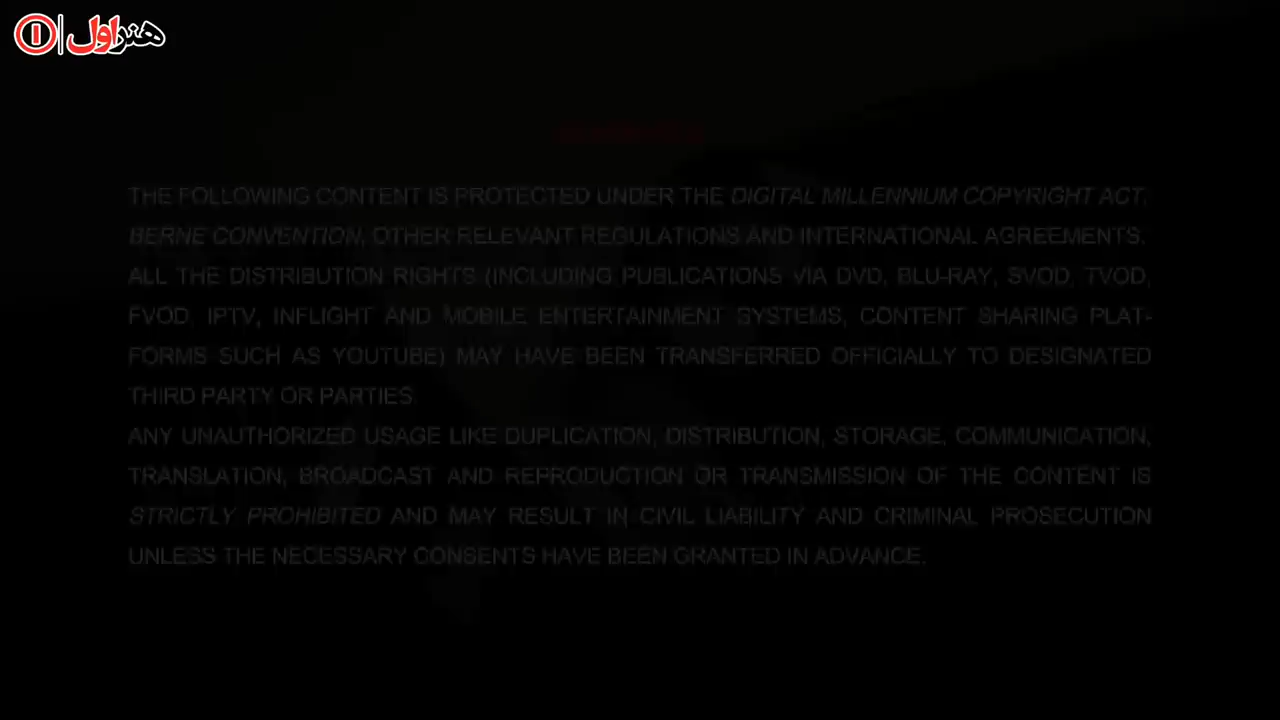 هنر اول
THE FOLLOWING CONTENT IS PROTECTED UNDER THE DIGITAL MILLENNIUM COPYRIGHT ACT,
BERNE CONVENTION, OTHER RELEVANT REGULATIONS AND INTERNATIONAL AGREEMENTS.
ALL THE DISTRIBUTION RIGHTS (INCLUDING PUBLICATIONS VIA DVD, BLU-RAY, SVOD, TVOD,
FVOD, IPTV, INFLIGHT AND MOBILE ENTERTAINMENT SYSTEMS, CONTENT SHARING PLAT-
FORMS SUCH AS YOUTUBE) MAY HAVE BEEN TRANSFERRED OFFICIALLY TO DESIGNATED
THIRD PARTY OR PARTIES.
ANY UNAUTHORIZED USAGE LIKE DUPLICATION, DISTRIBUTION, STORAGE, COMMUNICATION,
TRANSLATION, BROADCAST AND REPRODUCTION OR TRANSMISSION OF THE CONTENT IS
STRICTLY PROHIBITED AND MAY RESULT IN CIVIL LIABILITY AND CRIMINAL PROSECUTION
UNLESS THE NECESSARY CONSENTS HAVE BEEN GRANTED IN ADVANCE.